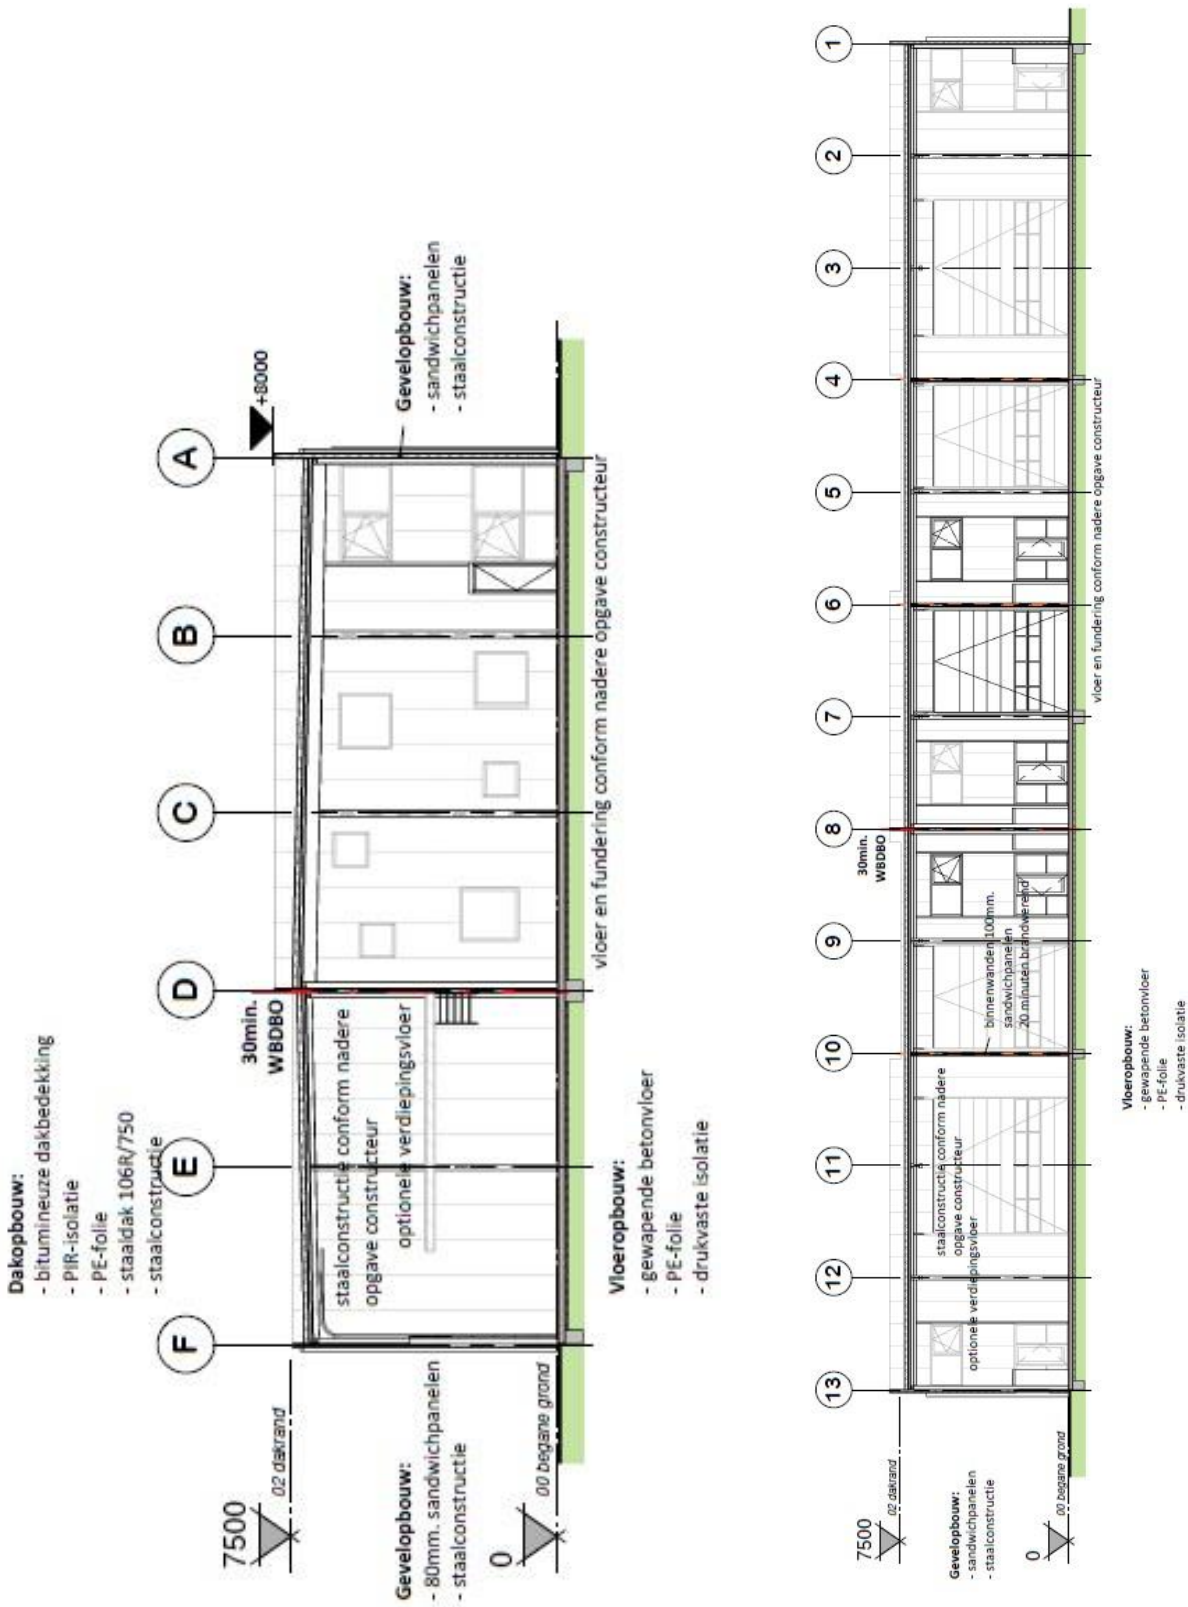 Dakopbouw:
- bitumineuze dakbedekking
- PIR-isolatie
- PE-folie
- staaldak 106R/750
- staalconstructie
F
E
D
C
B
A
7500
02 dakrand
30min.
WBDBO
+8000
staalconstructie conform nadere
opgave constructeur
optionele verdiepingsvloer
Gevelopbouw:
- 80mm. sandwichpanelen
- staalconstructie
Gevelopbouw:
- sandwichpanelen
- staalconstructie
0
00 begane grond
vloer en fundering conform nadere opgave constructeur
Vloeropbouw:
- gewapende betonvloer
- PE-folie
- drukvaste isolatie
13
12
11
10
9
8
7
6
5
4
3
2
1
7500
02 dakrand
30min.
WBDBO
staalconstructie conform nadere
opgave constructeur
optionele verdiepingsvloer
binnenwanden 100mm.
sandwichpanelen
20 minuten brandwerend
Gevelopbouw:
- sandwichpanelen
- staalconstructie
0
00 begane grond
vloer en fundering conform nadere opgave constructeur
Vloeropbouw:
- gewapende betonvloer
- PE-folie
- drukvaste isolatie